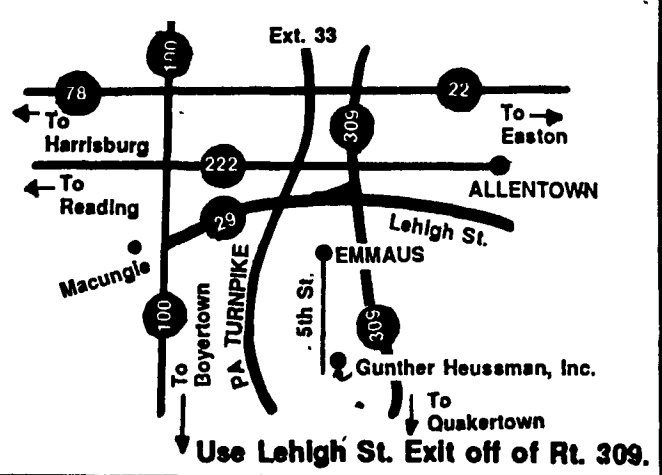 100
Ext. 33
78
22
To
Harrisburg
309
To
Easton
222
ALLENTOWN
To
Reading
29
Lehigh St.
Macungie
EMMAUS
PA TURNPIKE
5th St.
100
To
Boyertown
309
Gunther Heussman, Inc.
To
Quakertown
Use Lehigh St. Exit off of Rt. 309.